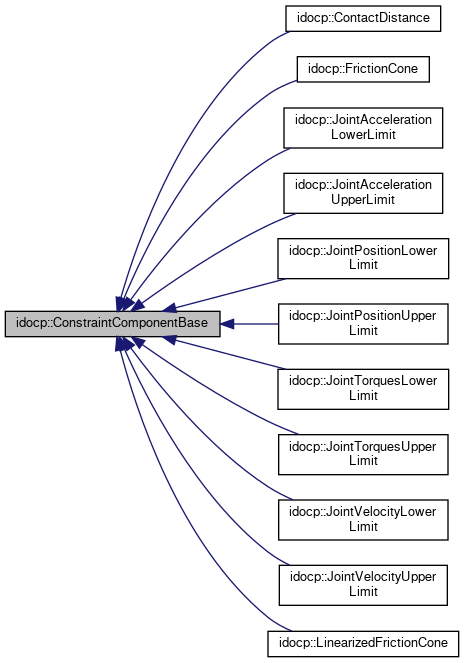 idocp::ContactDistance
idocp::FrictionCone
idocp::JointAcceleration
LowerLimit
idocp::JointAcceleration
UpperLimit
idocp::JointPositionLower
Limit
idocp::ConstraintComponentBase
idocp::JointPositionUpper
Limit
idocp::JointTorquesLower
Limit
idocp::JointTorquesUpper
Limit
idocp::JointVelocityLower
Limit
idocp::JointVelocityUpper
Limit
idocp::LinearizedFrictionCone